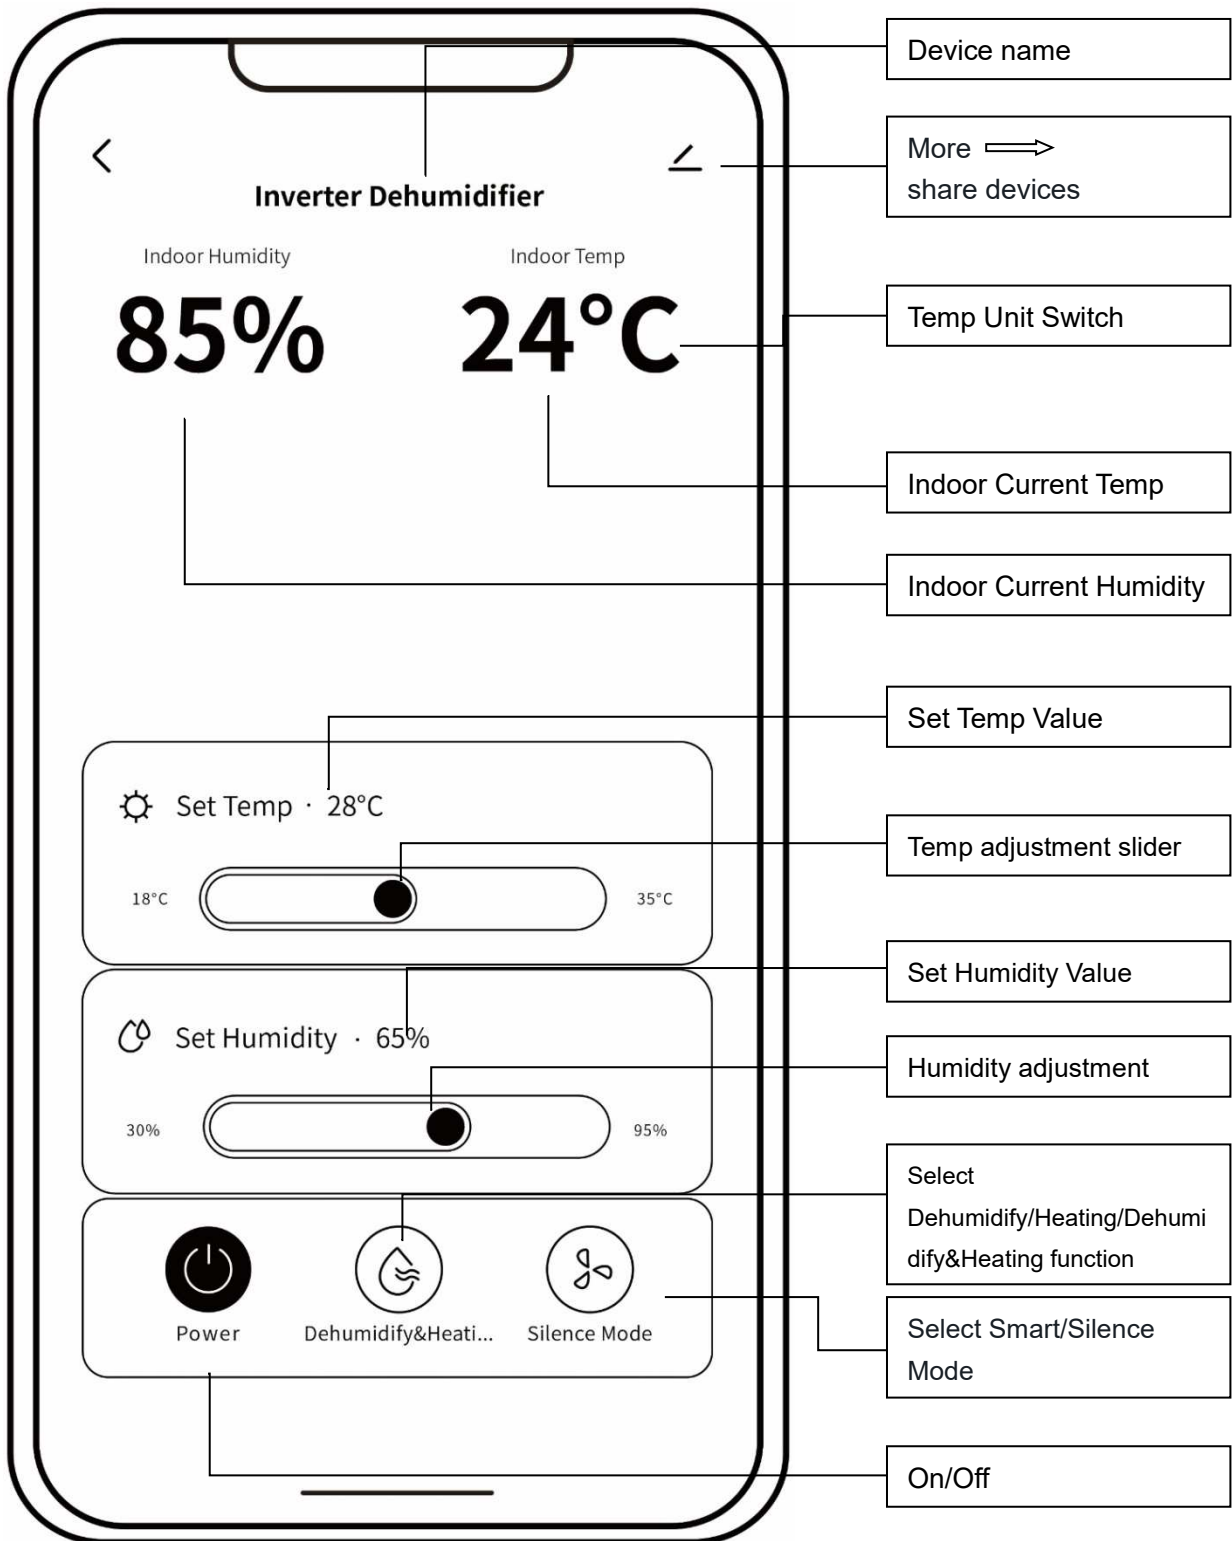 Device name
More
share devices
Inverter Dehumidifier
Indoor Humidity
Indoor Temp
85%
24°C
Temp Unit Switch
Indoor Current Temp
Indoor Current Humidity
Set Temp Value
Set Temp · 28°C
Temp adjustment slider
18°C
35°C
Set Humidity Value
Set Humidity · 65%
Humidity adjustment
30%
95%
Select
Dehumidify/Heating/Dehumi
dify&Heating function
Power
Dehumidify&Heati...
Silence Mode
Select Smart/Silence
Mode
On/Off